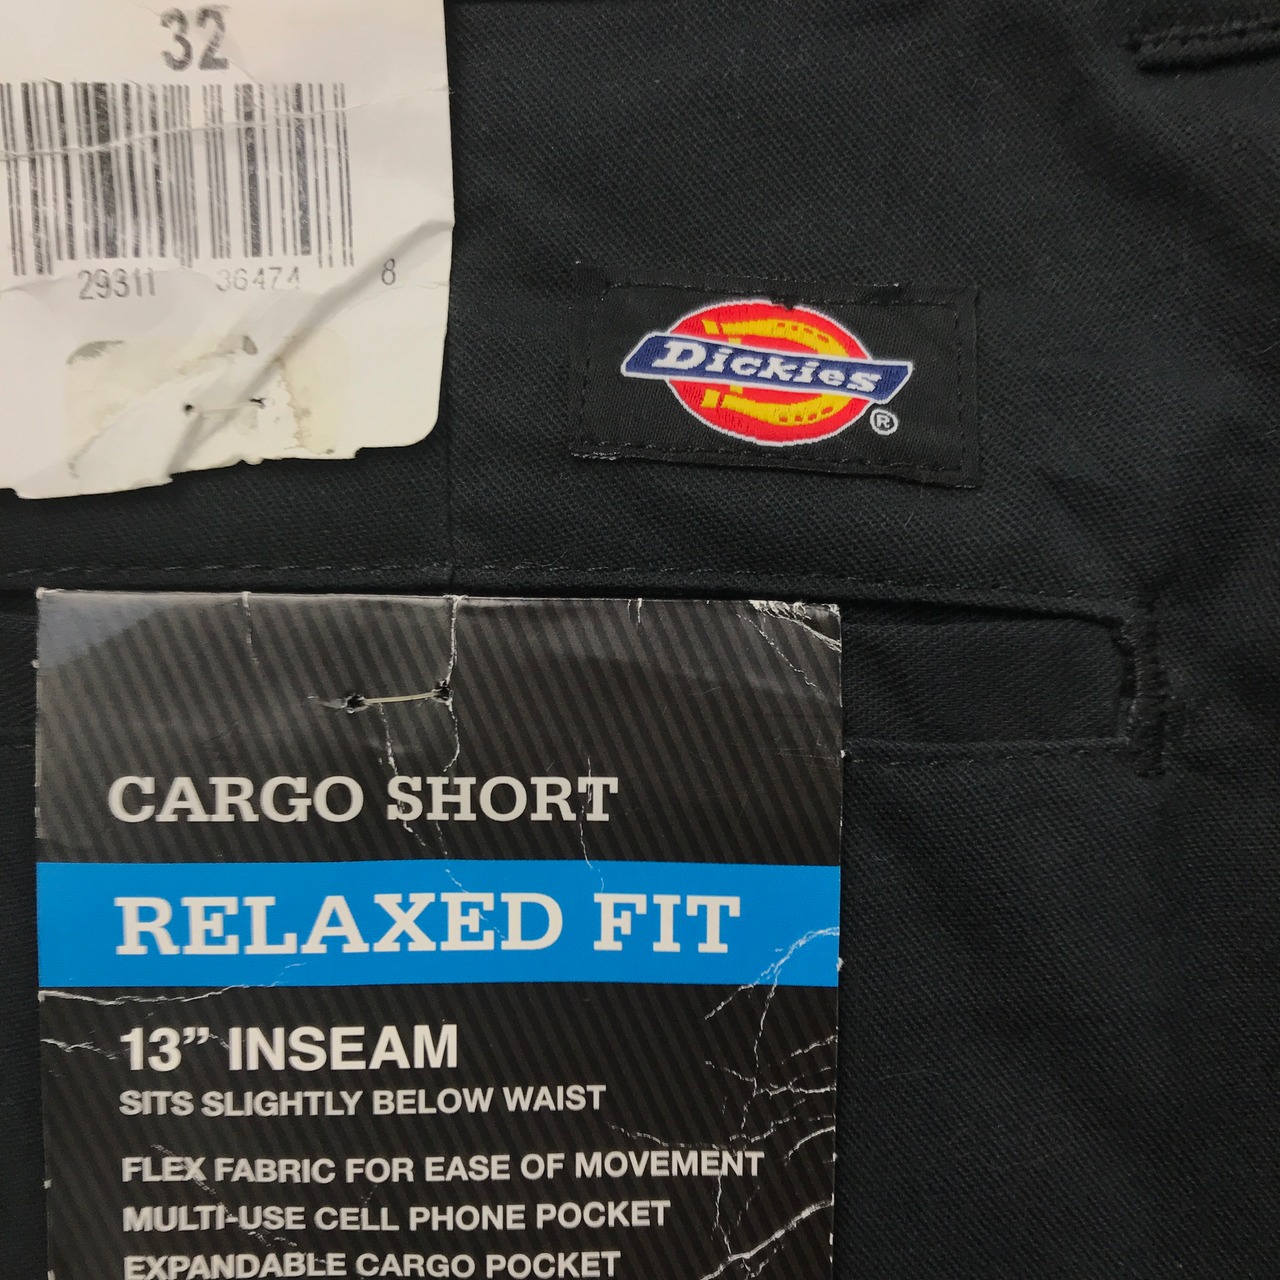 32
29311 36474 8
Dickies
®
CARGO SHORT
RELAXED FIT
13” INSEAM
SITS SLIGHTLY BELOW WAIST
FLEX FABRIC FOR EASE OF MOVEMENT
MULTI-USE CELL PHONE POCKET
EXPANDABLE CARGO POCKET